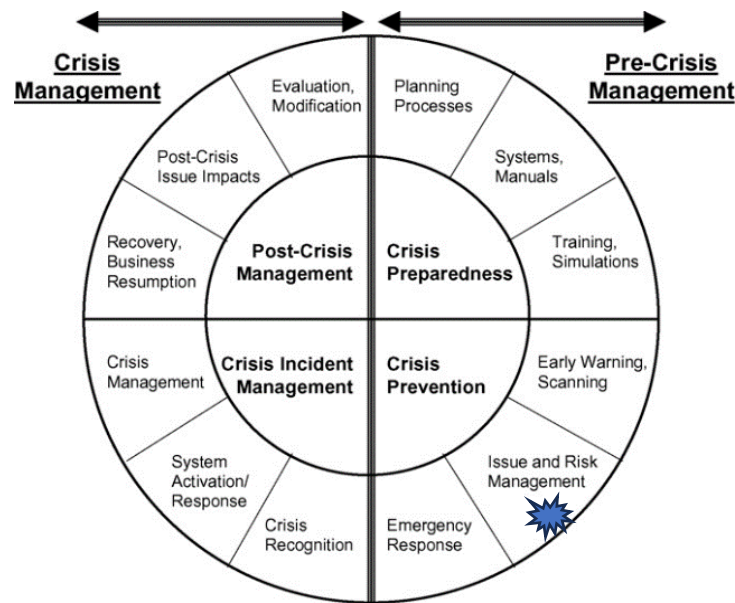 Crisis
Management
Pre-Crisis
Management
Evaluation,
Modification
Planning
Processes
Post-Crisis
Issue Impacts
Systems,
Manuals
Recovery,
Business
Resumption
Post-Crisis
Management
Crisis
Preparedness
Training,
Simulations
Crisis
Management
Crisis Incident
Management
Crisis
Prevention
Early Warning,
Scanning
System
Activation/
Response
Issue and Risk
Management
Crisis
Recognition
Emergency
Response